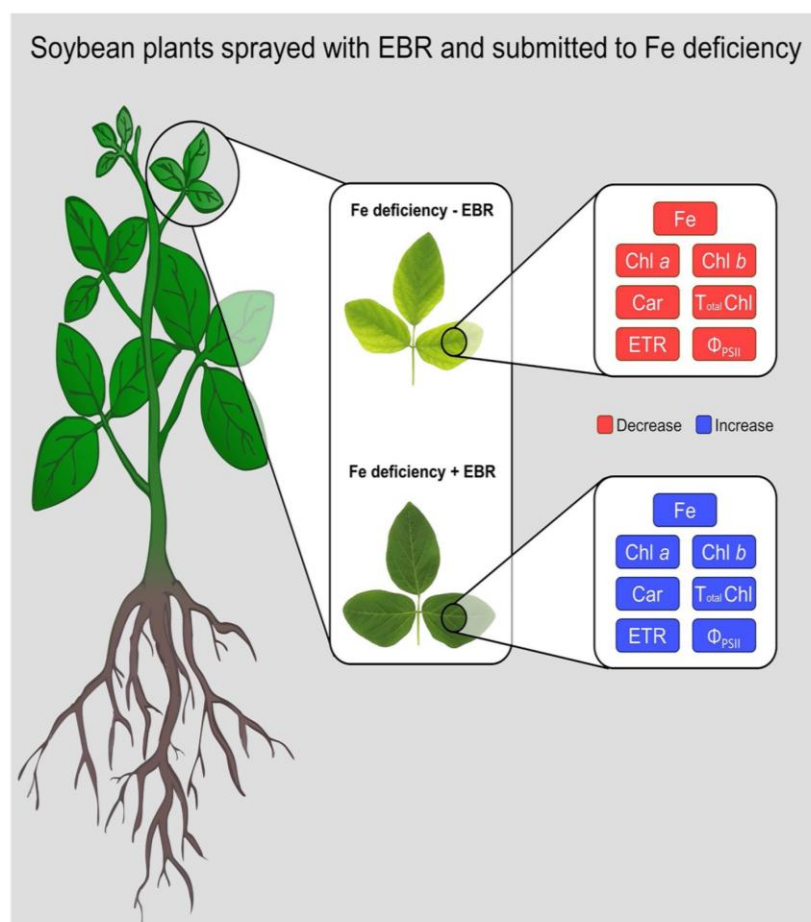 Soybean plants sprayed with EBR and submitted to Fe deficiency
Fe deficiency - EBR
Fe
Chl a Chl b
Car Total Chl
ETR ΦPSII
Decrease Increase
Fe deficiency + EBR
Fe
Chl a Chl b
Car Total Chl
ETR ΦPSII